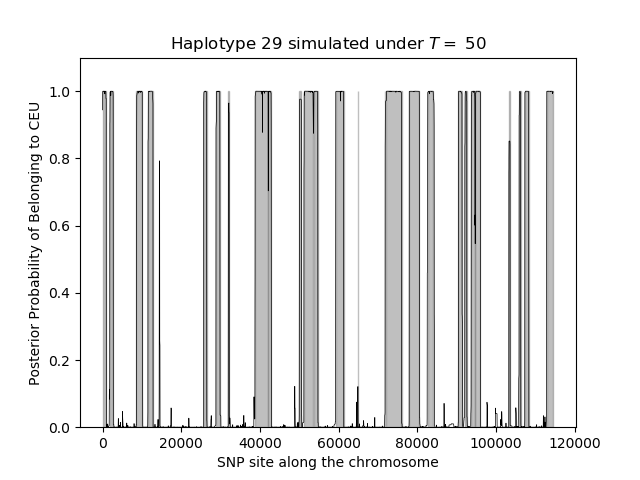 Haplotype 29 simulated under T = 50
Posterior Probability of Belonging to CEU
1.0
0.8
0.6
0.4
0.2
0.0
0 20000 40000 60000 80000 100000 120000
SNP site along the chromosome